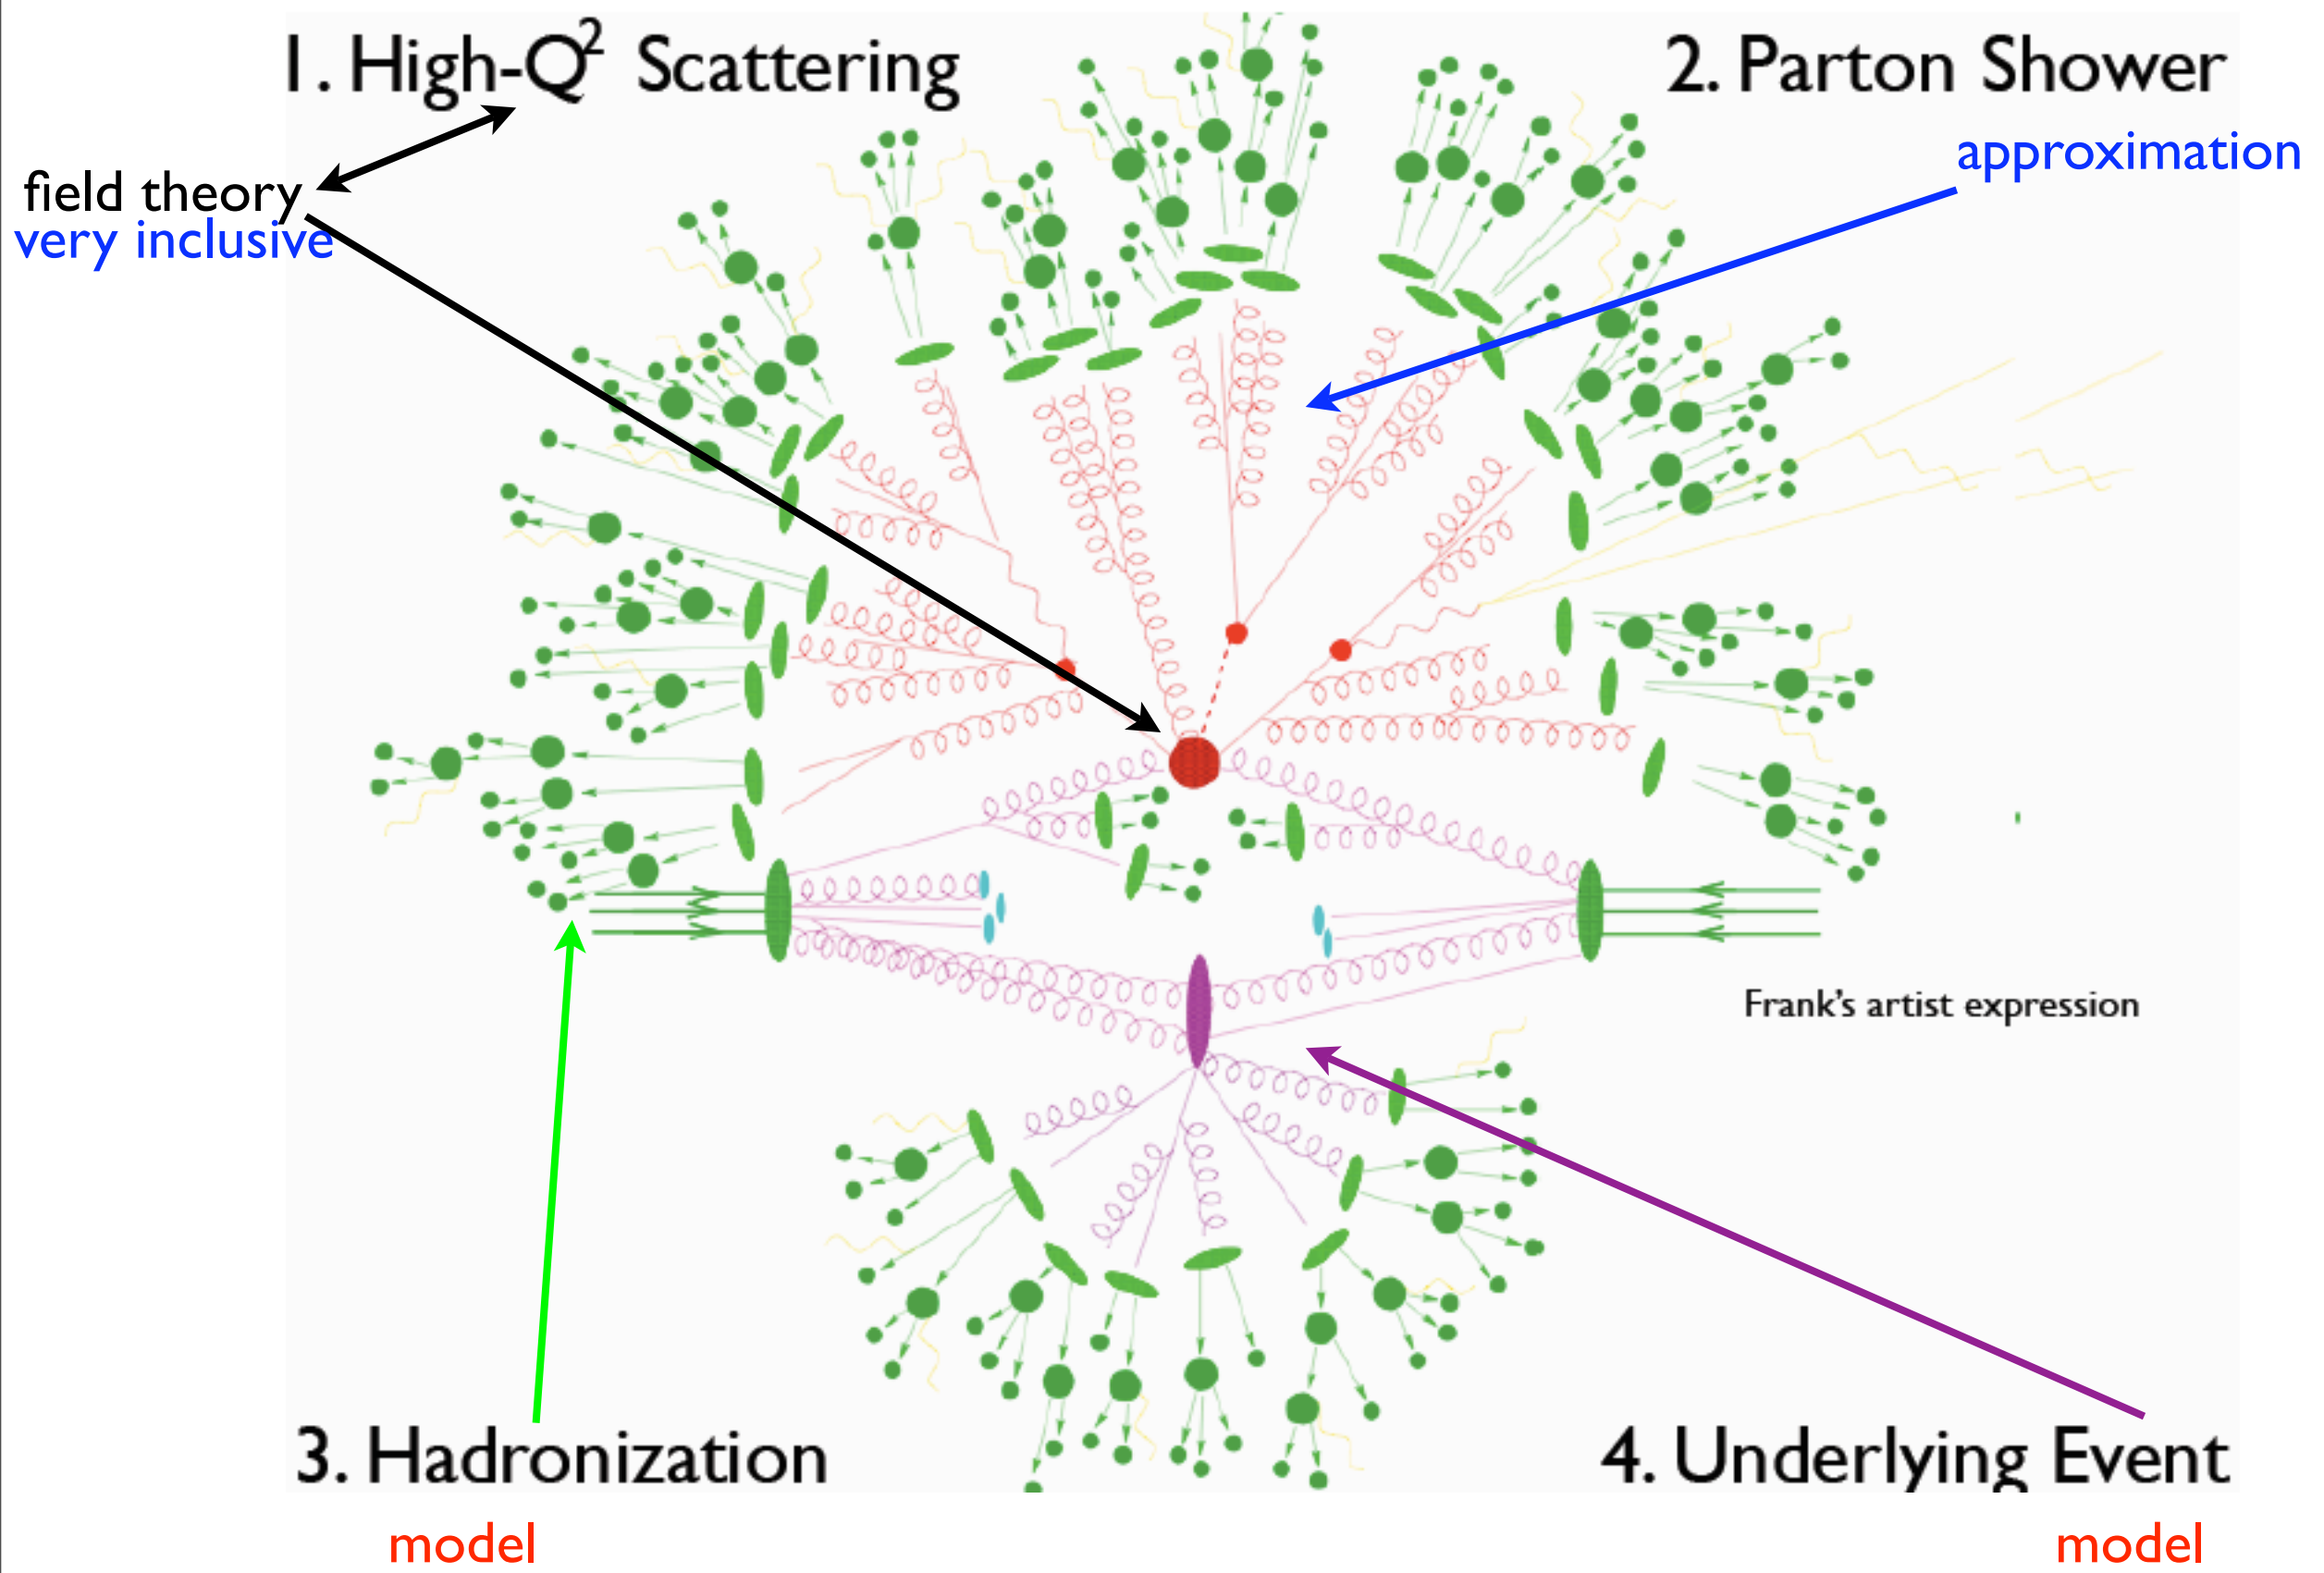 1. High-Q² Scattering
2. Parton Shower
approximation
field theory
very inclusive
Frank's artist expression
3. Hadronization
4. Underlying Event
model
model